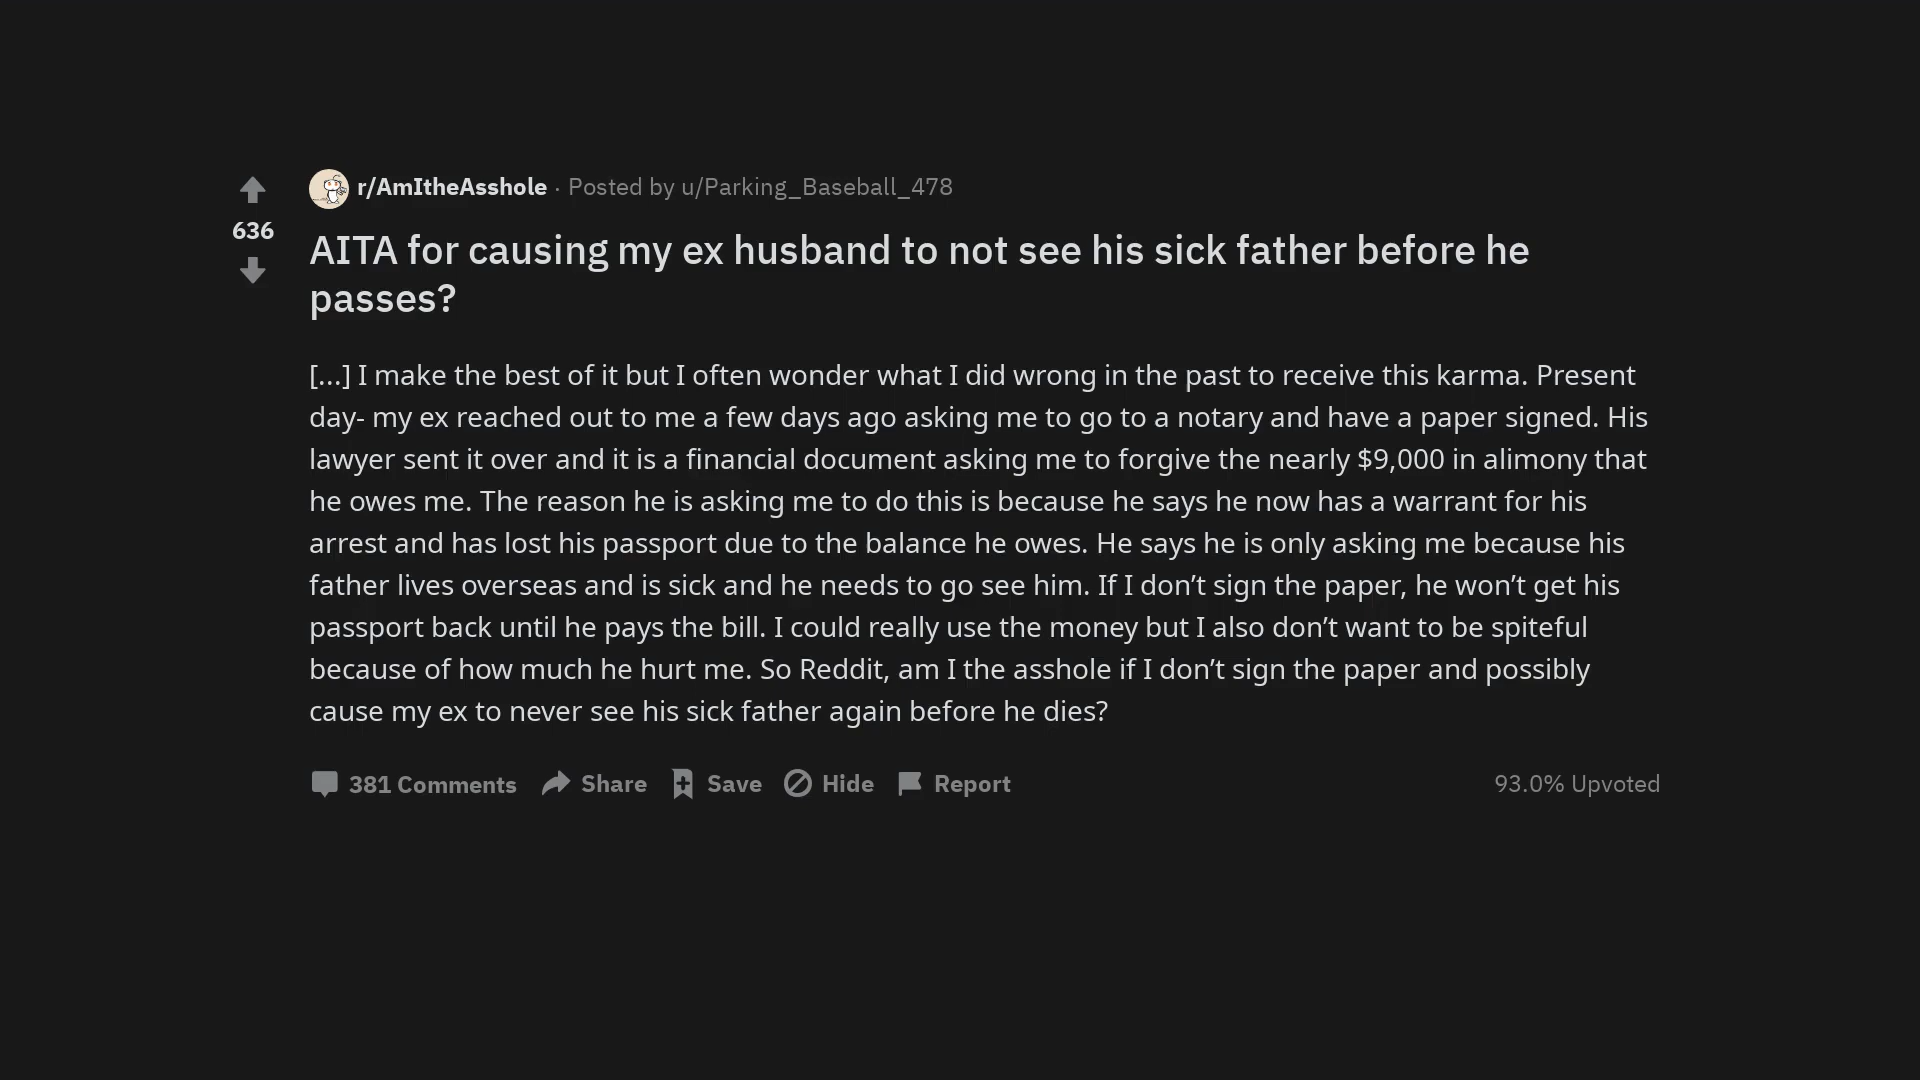 r/AmItheAsshole · Posted by u/Parking_Baseball_478
636
AITA for causing my ex husband to not see his sick father before he
passes?
[...] I make the best of it but I often wonder what I did wrong in the past to receive this karma. Present
day- my ex reached out to me a few days ago asking me to go to a notary and have a paper signed. His
lawyer sent it over and it is a financial document asking me to forgive the nearly $9,000 in alimony that
he owes me. The reason he is asking me to do this is because he says he now has a warrant for his
arrest and has lost his passport due to the balance he owes. He says he is only asking me because his
father lives overseas and is sick and he needs to go see him. If I don’t sign the paper, he won’t get his
passport back until he pays the bill. I could really use the money but I also don’t want to be spiteful
because of how much he hurt me. So Reddit, am I the asshole if I don’t sign the paper and possibly
cause my ex to never see his sick father again before he dies?
381 Comments Share Save Hide Report 93.0% Upvoted